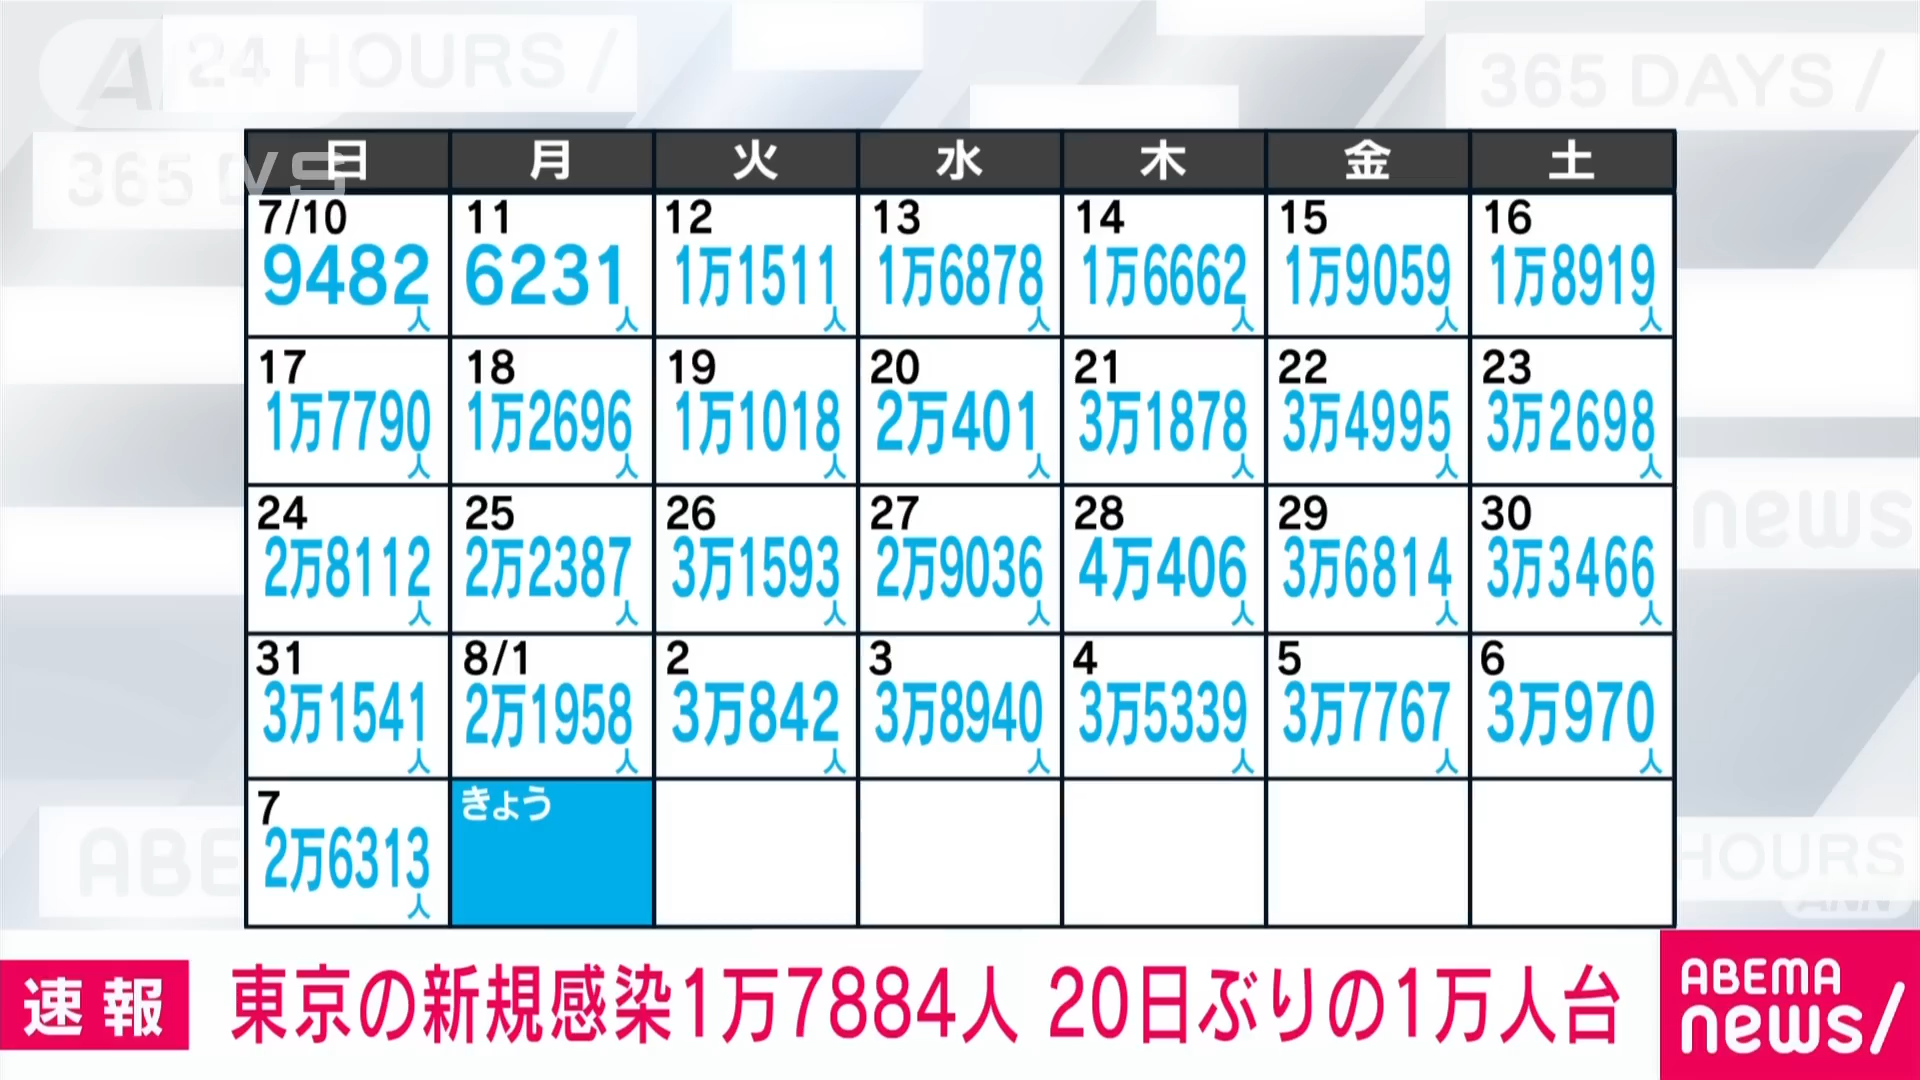 24 HOURS /
365 DAYS /
日 月 火 水 木 金 土
7/10 11 12 13 14 15 16
9482人 6231人 1万1511人 1万6878人 1万6662人 1万9059人 1万8919人
17 18 19 20 21 22 23
1万7790人 1万2696人 1万1018人 2万401人 3万1878人 3万4995人 3万2698人
24 25 26 27 28 29 30
2万8112人 2万2387人 3万1593人 2万9036人 4万406人 3万6814人 3万3466人
31 8/1 2 3 4 5 6
3万1541人 2万1958人 3万842人 3万8940人 3万5339人 3万7767人 3万970人
7 きょう
2万6313人
news
HOURS
ANN
速報 東京の新規感染1万7884人 20日ぶりの1万人台
ABEMA
news/